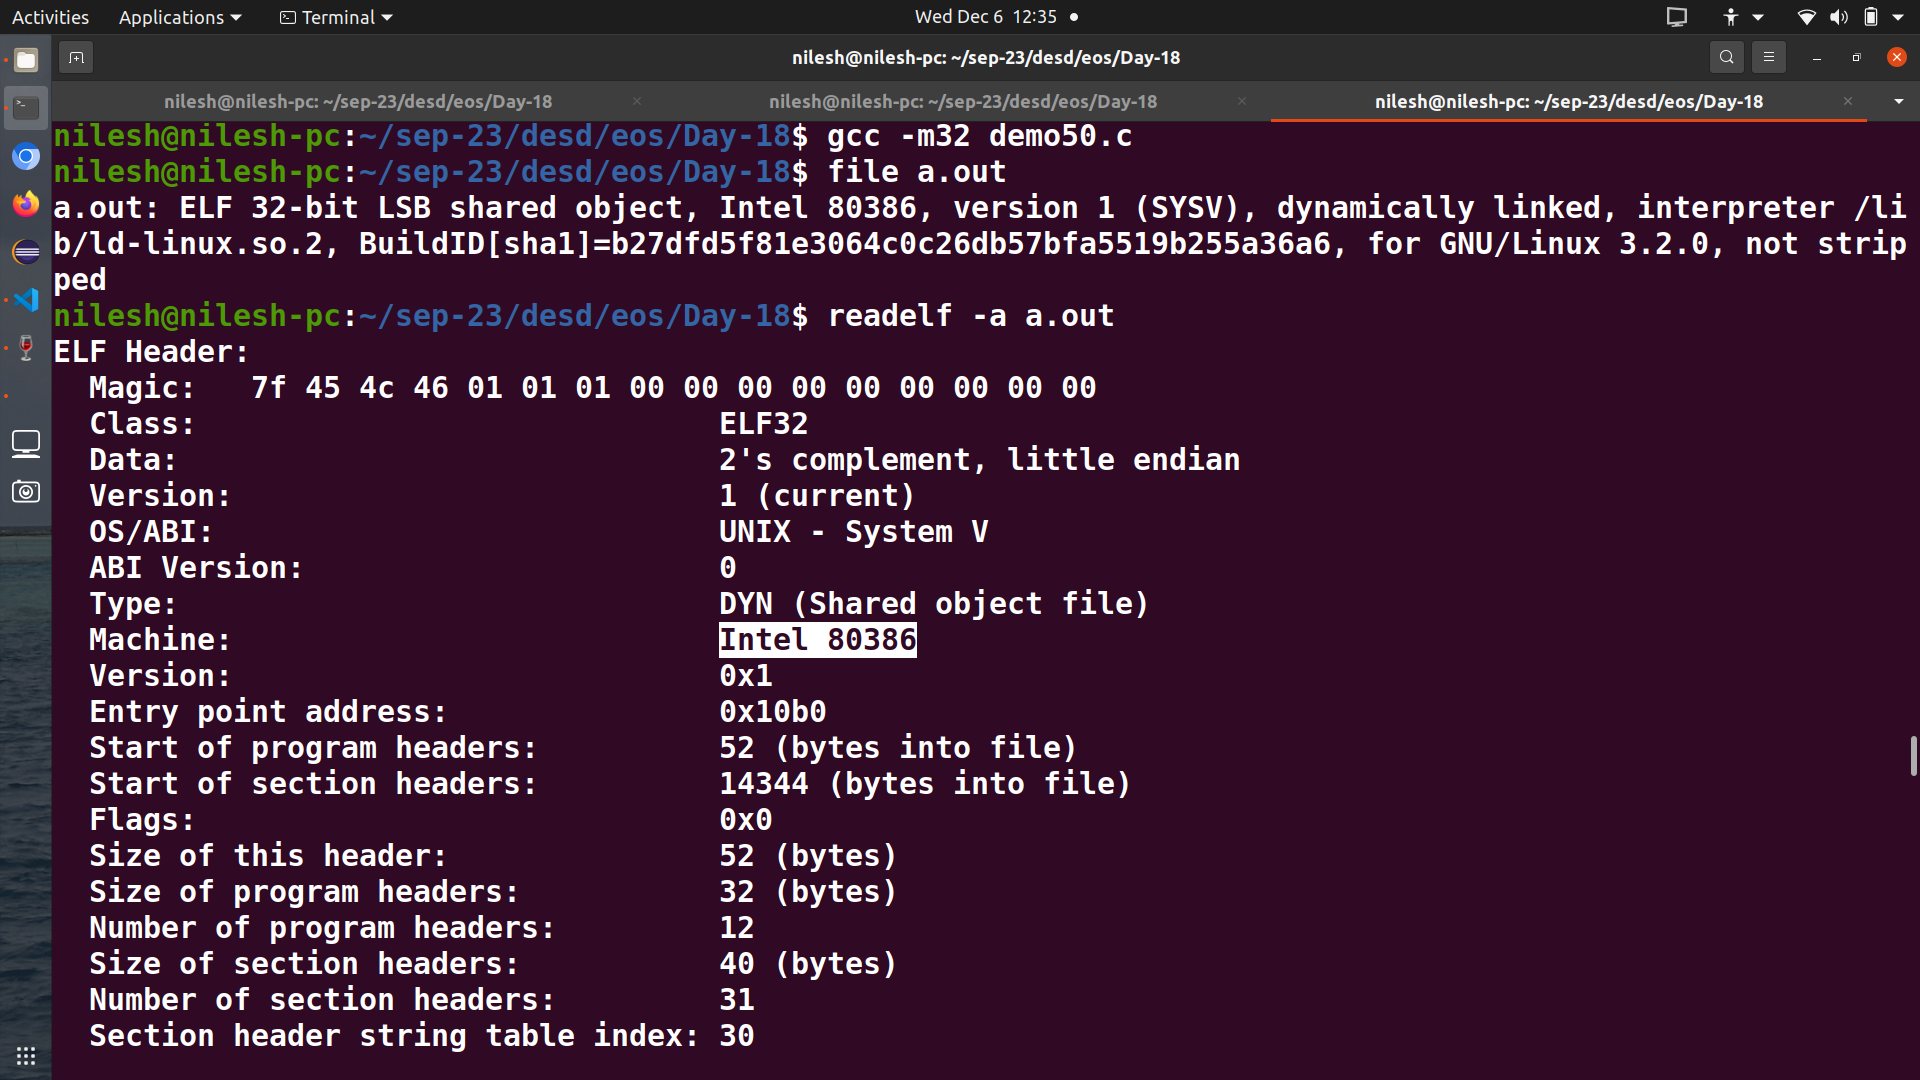 Activities Applications Terminal Wed Dec 6 12:35
nilesh@nilesh-pc: ~/sep-23/desd/eos/Day-18
nilesh@nilesh-pc: ~/sep-23/desd/eos/Day-18 nilesh@nilesh-pc: ~/sep-23/desd/eos/Day-18 nilesh@nilesh-pc: ~/sep-23/desd/eos/Day-18
nilesh@nilesh-pc:~/sep-23/desd/eos/Day-18$ gcc -m32 demo50.c
nilesh@nilesh-pc:~/sep-23/desd/eos/Day-18$ file a.out
a.out: ELF 32-bit LSB shared object, Intel 80386, version 1 (SYSV), dynamically linked, interpreter /li
b/ld-linux.so.2, BuildID[sha1]=b27dfd5f81e3064c0c26db57bfa5519b255a36a6, for GNU/Linux 3.2.0, not strip
ped
nilesh@nilesh-pc:~/sep-23/desd/eos/Day-18$ readelf -a a.out
ELF Header:
  Magic:   7f 45 4c 46 01 01 01 00 00 00 00 00 00 00 00 00
  Class:                             ELF32
  Data:                              2's complement, little endian
  Version:                           1 (current)
  OS/ABI:                            UNIX - System V
  ABI Version:                       0
  Type:                              DYN (Shared object file)
  Machine:                           Intel 80386
  Version:                           0x1
  Entry point address:               0x10b0
  Start of program headers:          52 (bytes into file)
  Start of section headers:          14344 (bytes into file)
  Flags:                             0x0
  Size of this header:               52 (bytes)
  Size of program headers:           32 (bytes)
  Number of program headers:         12
  Size of section headers:           40 (bytes)
  Number of section headers:         31
  Section header string table index: 30